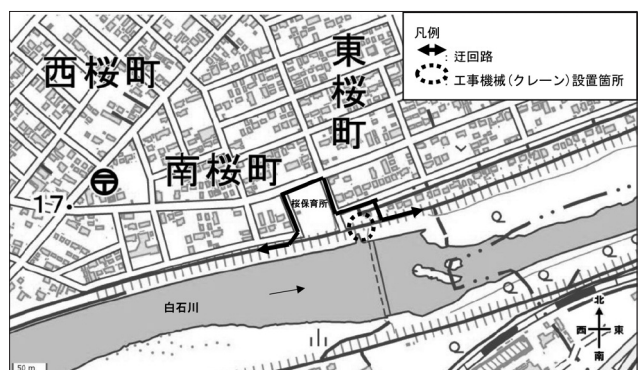 凡例
：迂回路
：工事機械（クレーン）設置箇所
西桜町
東桜町
南桜町
17
桜保育所
白石川
北
西 東
南
50 m